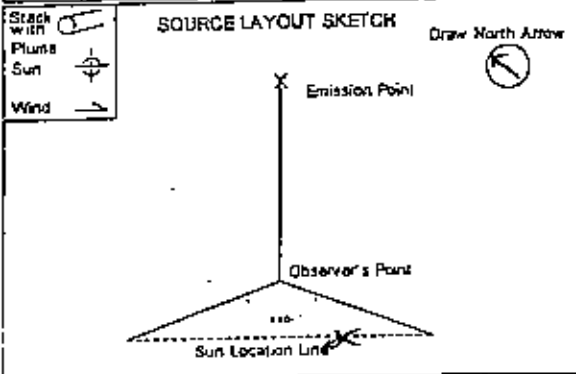 Stack
with
Plume
Sun
Wind
SOURCE LAYOUT SKETCH
Draw North Arrow
X Emission Point
Observer's Point
Sun Location Line